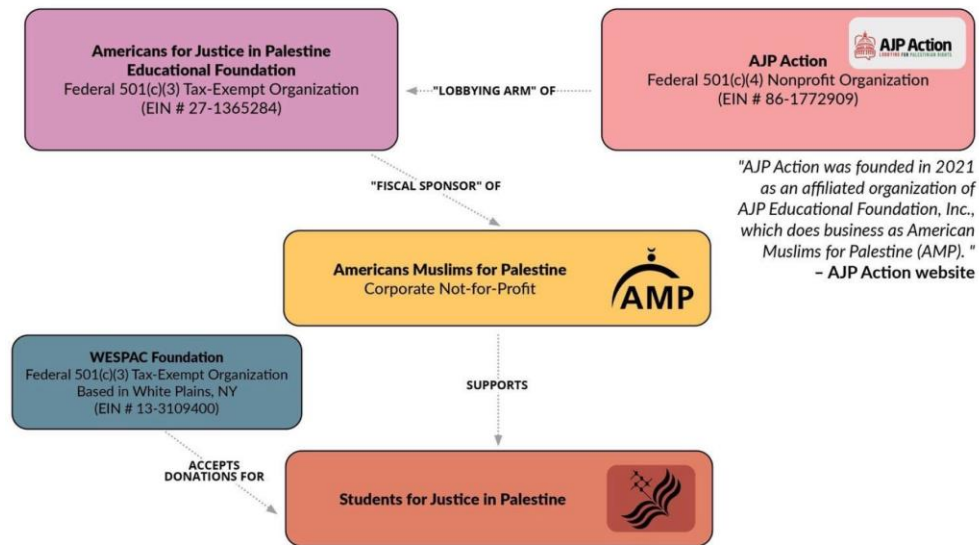 Americans for Justice in Palestine
Educational Foundation
Federal 501(c)(3) Tax-Exempt Organization
(EIN # 27-1365284)
"LOBBYING ARM" OF
AJP Action
LOBBYING FOR PALESTINIAN RIGHTS
AJP Action
Federal 501(c)(4) Nonprofit Organization
(EIN # 86-1772909)
"AJP Action was founded in 2021
as an affiliated organization of
AJP Educational Foundation, Inc.,
which does business as American
Muslims for Palestine (AMP). "
– AJP Action website
"FISCAL SPONSOR" OF
Americans Muslims for Palestine
Corporate Not-for-Profit
AMP
WESPAC Foundation
Federal 501(c)(3) Tax-Exempt Organization
Based in White Plains, NY
(EIN # 13-3109400)
SUPPORTS
ACCEPTS
DONATIONS FOR
Students for Justice in Palestine